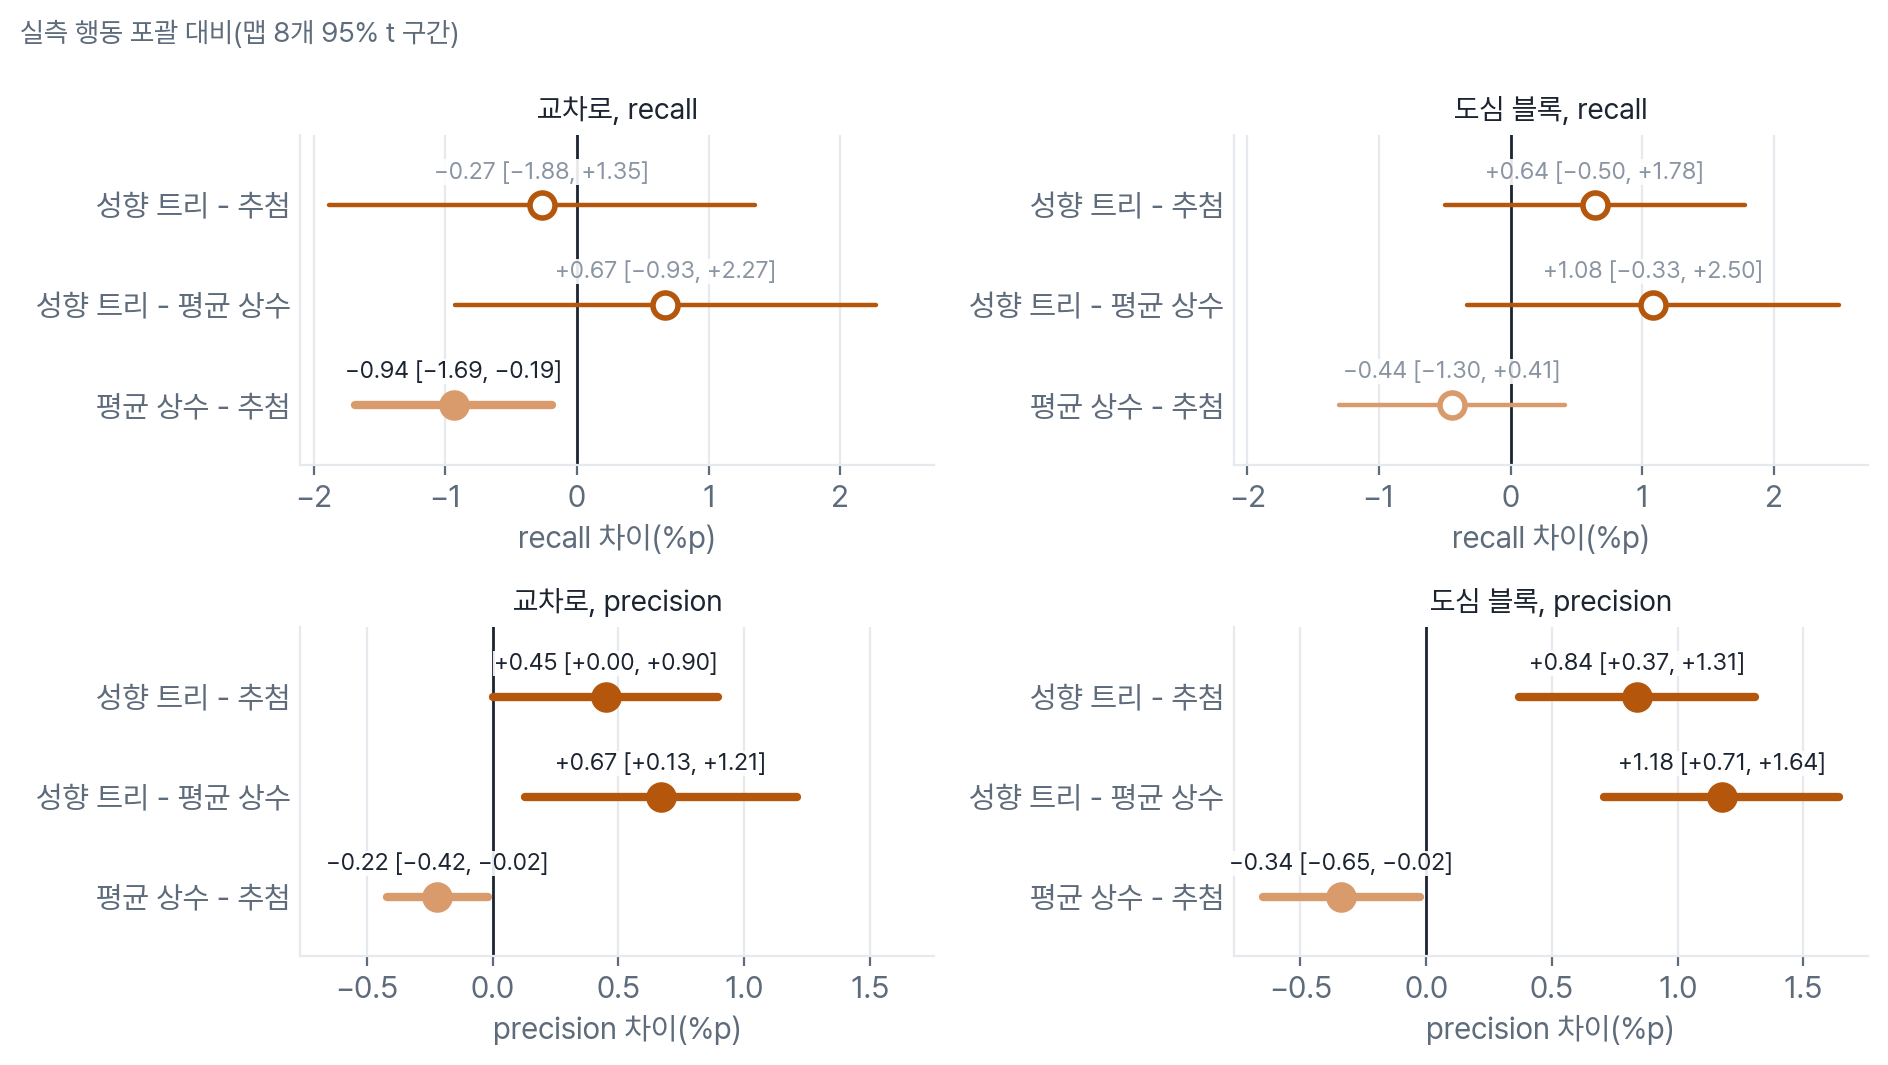 실측 행동 포괄 대비(맵 8개 95% t 구간)
교차로, recall
성향 트리 - 추첨
−0.27 [−1.88, +1.35]
성향 트리 - 평균 상수
+0.67 [−0.93, +2.27]
평균 상수 - 추첨
−0.94 [−1.69, −0.19]
−2 −1 0 1 2
recall 차이(%p)
도심 블록, recall
성향 트리 - 추첨
+0.64 [−0.50, +1.78]
성향 트리 - 평균 상수
+1.08 [−0.33, +2.50]
평균 상수 - 추첨
−0.44 [−1.30, +0.41]
−2 −1 0 1 2
recall 차이(%p)
교차로, precision
성향 트리 - 추첨
+0.45 [+0.00, +0.90]
성향 트리 - 평균 상수
+0.67 [+0.13, +1.21]
평균 상수 - 추첨
−0.22 [−0.42, −0.02]
−0.5 0.0 0.5 1.0 1.5
precision 차이(%p)
도심 블록, precision
성향 트리 - 추첨
+0.84 [+0.37, +1.31]
성향 트리 - 평균 상수
+1.18 [+0.71, +1.64]
평균 상수 - 추첨
−0.34 [−0.65, −0.02]
−0.5 0.0 0.5 1.0 1.5
precision 차이(%p)